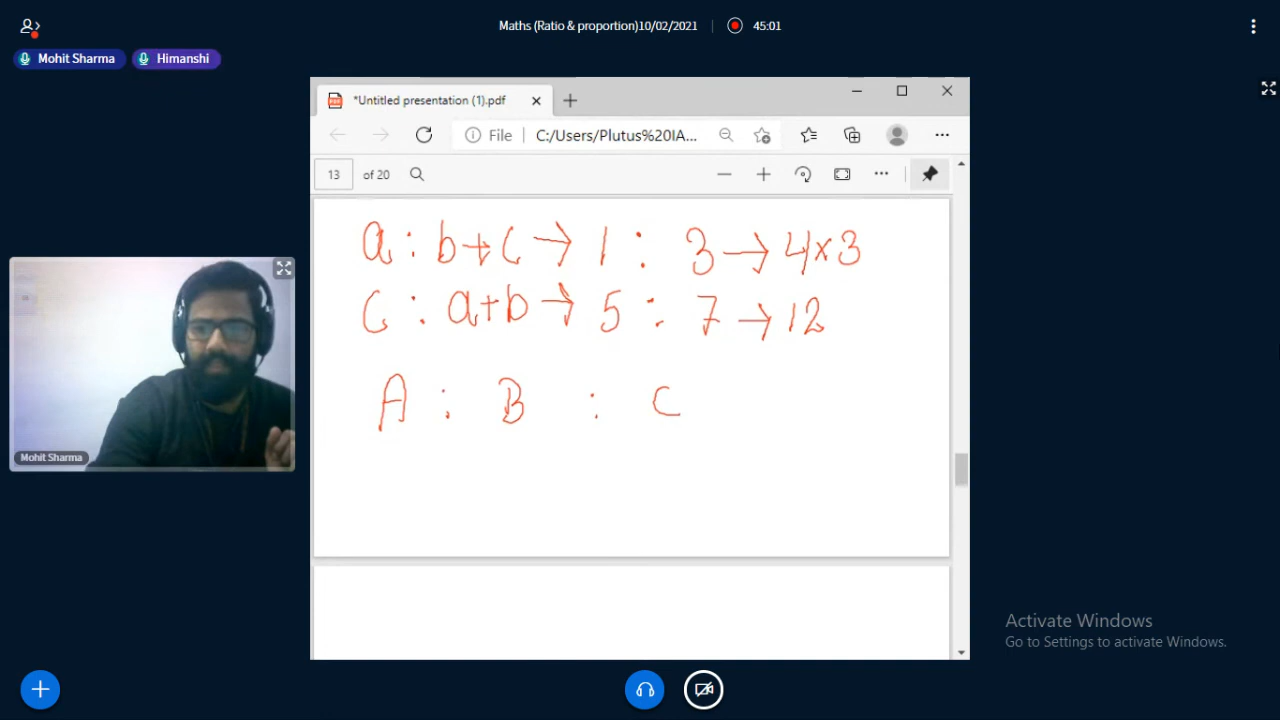 Maths (Ratio & proportion)10/02/2021 45:01
Mohit Sharma Himanshi
*Untitled presentation (1).pdf
File C:/Users/Plutus%20IA...
13 of 20
a : b+c → 1 : 3 → 4×3
c : a+b → 5 : 7 → 12
A : B : C
Mohit Sharma
Activate Windows
Go to Settings to activate Windows.